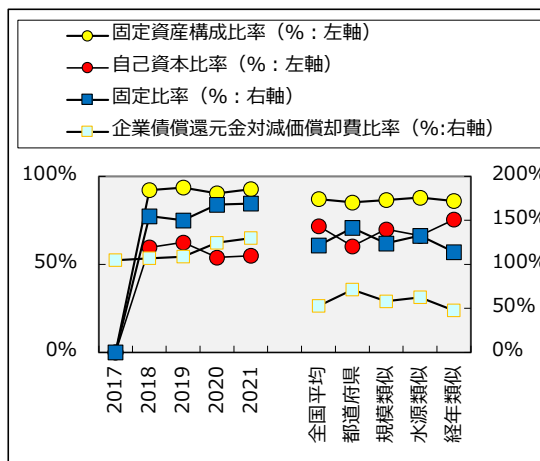 固定資産構成比率（%：左軸）
自己資本比率（%：左軸）
固定比率（%：右軸）
企業債償還元金対減価償却費比率（%:右軸）
100%
50%
0%
200%
150%
100%
50%
0%
2017
2018
2019
2020
2021
全国平均
都道府県
規模類似
水源類似
経年類似